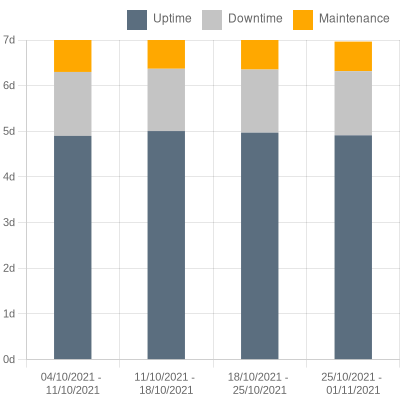 Uptime Downtime Maintenance
7d
6d
5d
4d
3d
2d
1d
0d
04/10/2021 - 11/10/2021 - 18/10/2021 - 25/10/2021 -
11/10/2021 18/10/2021 25/10/2021 01/11/2021